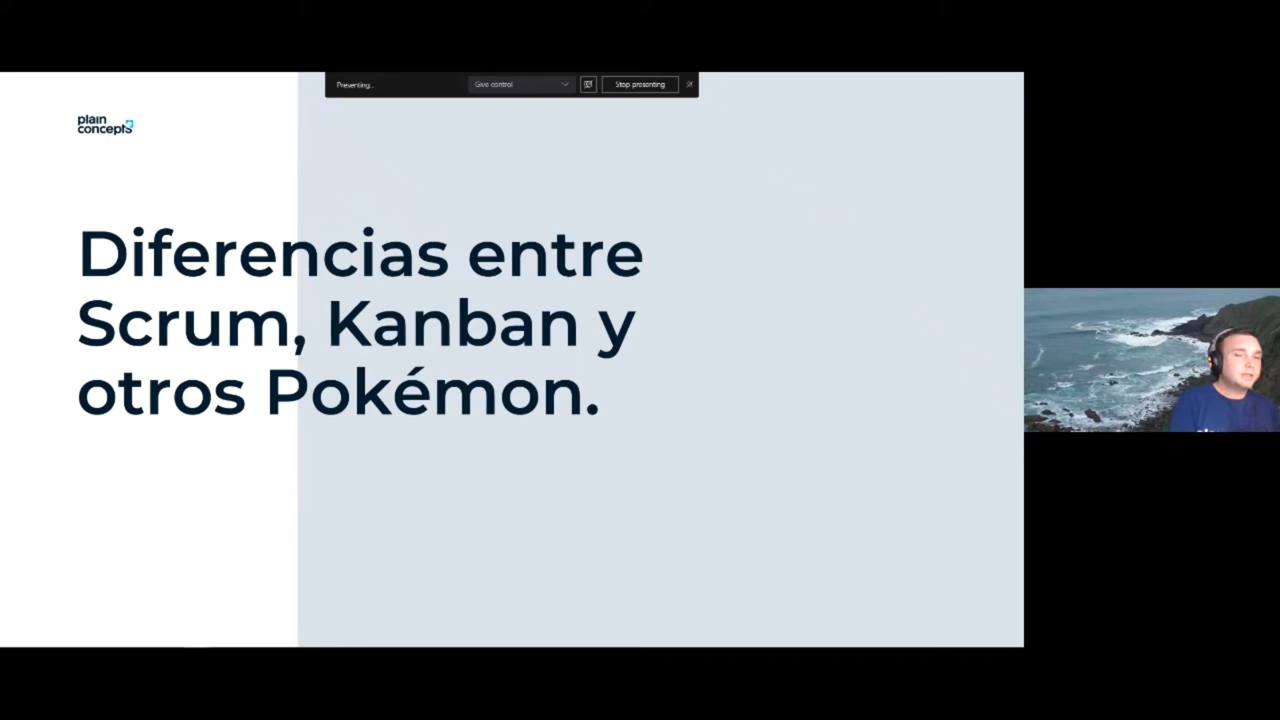 Presenting...
Give control
Stop presenting
plain
concepts
Diferencias entre
Scrum, Kanban y
otros Pokémon.